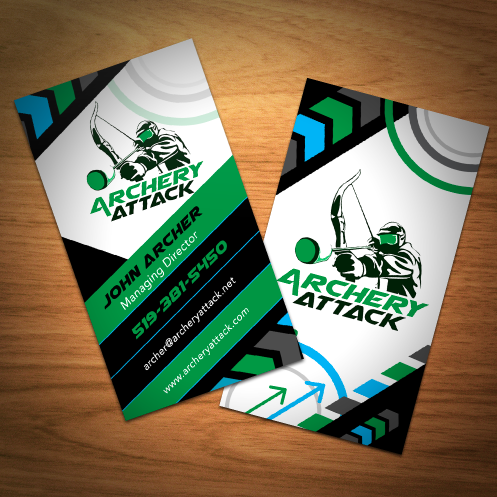 ARCHERY
ATTACK
JOHN ARCHER
Managing Director
519-381-5450
archer@archeryattack.net
www.archeryattack.com
ARCHERY
ATTACK